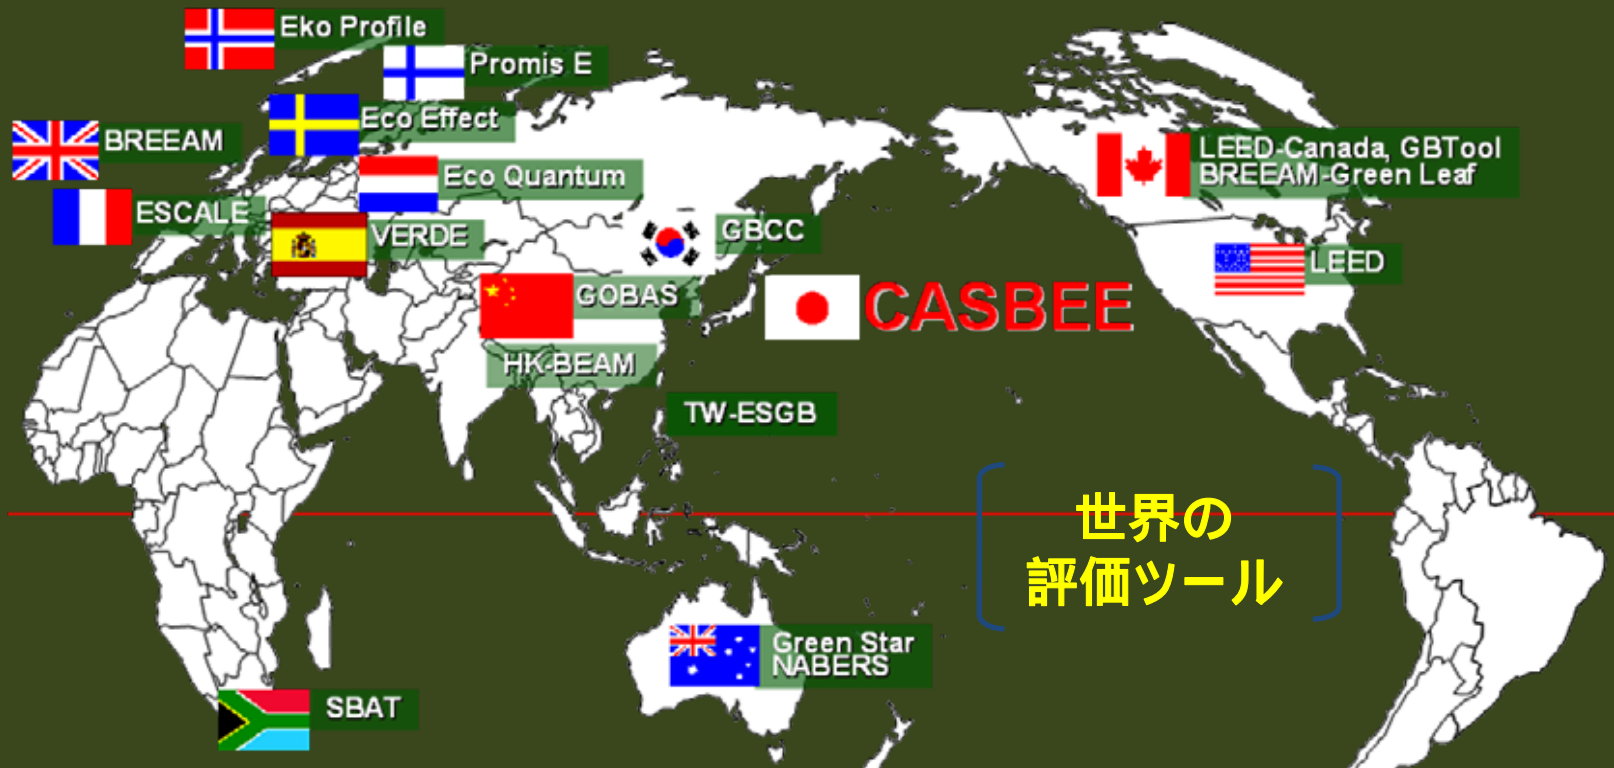 Eko Profile
Promis E
Eco Effect
BREEAM
LEED-Canada, GBTool
BREEAM-Green Leaf
Eco Quantum
ESCALE
VERDE
GBCC
LEED
GOBAS
CASBEE
HK-BEAM
TW-ESGB
世界の
評価ツール
Green Star
NABERS
SBAT